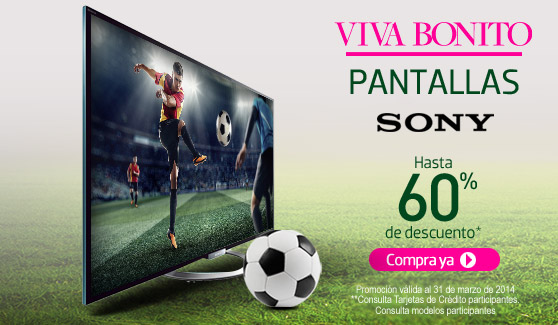 VIVA BONITO
PANTALLAS
SONY
Hasta
60%
de descuento*
Compra ya
Promoción válida al 31 de marzo de 2014
**Consulta Tarjetas de Crédito participantes.
Consulta modelos participantes